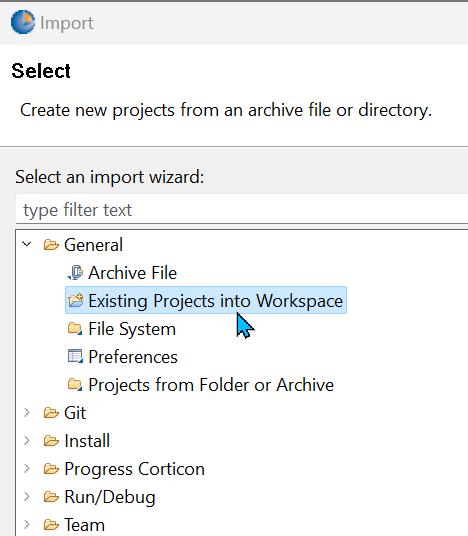 Import
Select
Create new projects from an archive file or directory.
Select an import wizard:
type filter text
General
Archive File
Existing Projects into Workspace
File System
Preferences
Projects from Folder or Archive
Git
Install
Progress Corticon
Run/Debug
Team